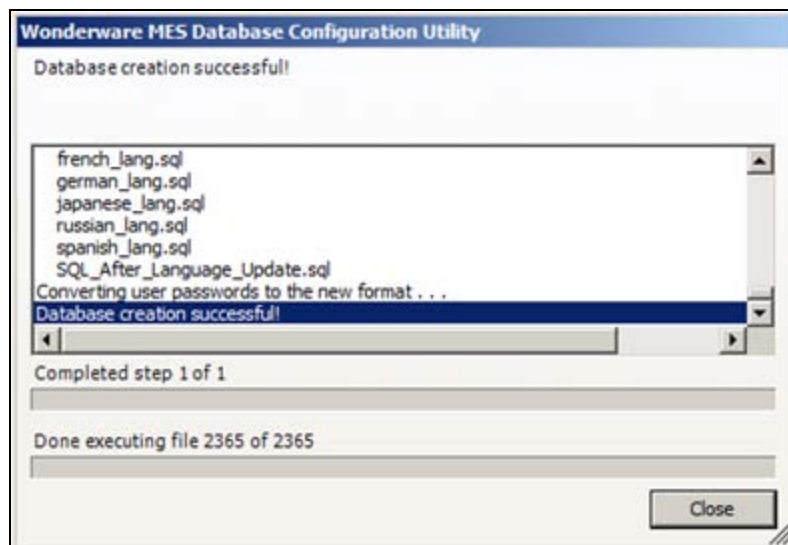 Wonderware MES Database Configuration Utility
Database creation successful!
french_lang.sql
german_lang.sql
japanese_lang.sql
russian_lang.sql
spanish_lang.sql
SQL_After_Language_Update.sql
Converting user passwords to the new format . . .
Database creation successful!
Completed step 1 of 1
Done executing file 2365 of 2365
Close